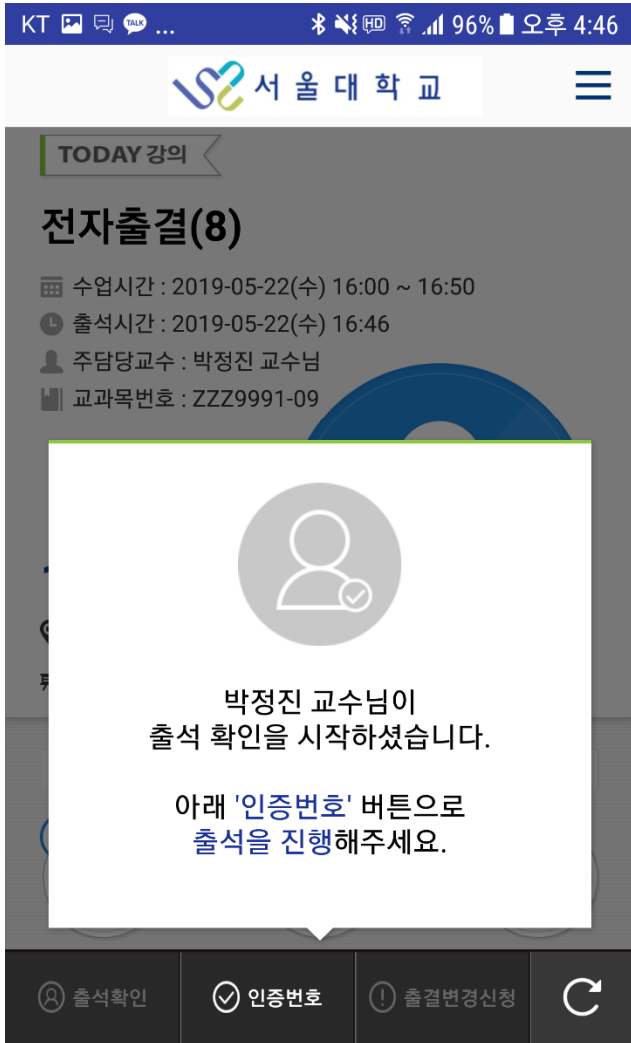 KT TALK ... HD 96% 오후 4:46
서울대학교
TODAY 강의
전자출결(8)
수업시간 : 2019-05-22(수) 16:00 ~ 16:50
출석시간 : 2019-05-22(수) 16:46
주담당교수 : 박정진 교수님
교과목번호 : ZZZ9991-09
박정진 교수님이
출석 확인을 시작하셨습니다.
아래 '인증번호' 버튼으로
출석을 진행해주세요.
출석확인 인증번호 출결변경신청